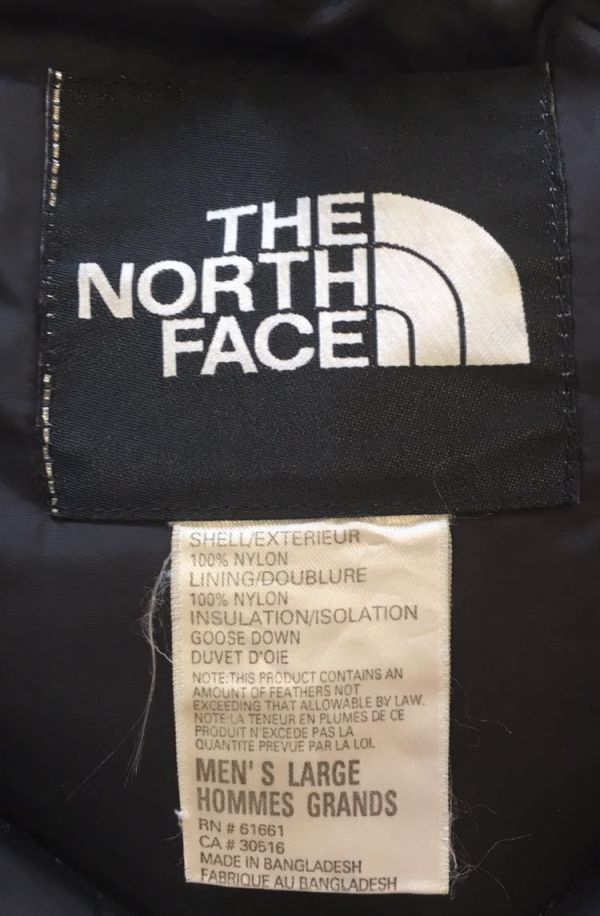 THE
NORTH
FACE
SHELL/EXTERIEUR
100% NYLON
LINING/DOUBLURE
100% NYLON
INSULATION/ISOLATION
GOOSE DOWN
DUVET D'OIE
NOTE:THIS PRODUCT CONTAINS AN
AMOUNT OF FEATHERS NOT
EXCEEDING THAT ALLOWABLE BY LAW.
NOTE LA TENEUR EN PLUMES DE CE
PRODUIT N'EXCEDE PAS LA
QUANTITE PREVUE PAR LA LOI.
MEN' S LARGE
HOMMES GRANDS
RN # 61661
CA # 30516
MADE IN BANGLADESH
FABRIQUE AU BANGLADESH